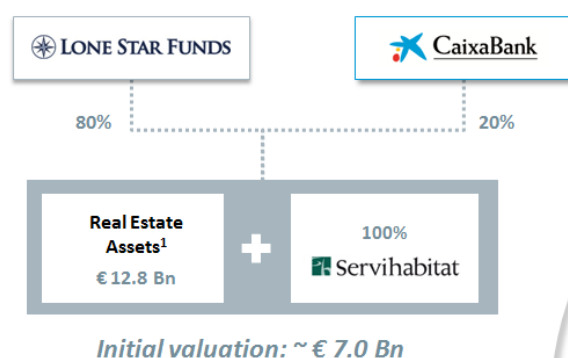 LONE STAR FUNDS
CaixaBank
80%
20%
Real Estate
Assets¹
€ 12.8 Bn
100%
Servihabitat
Initial valuation: ~ € 7.0 Bn